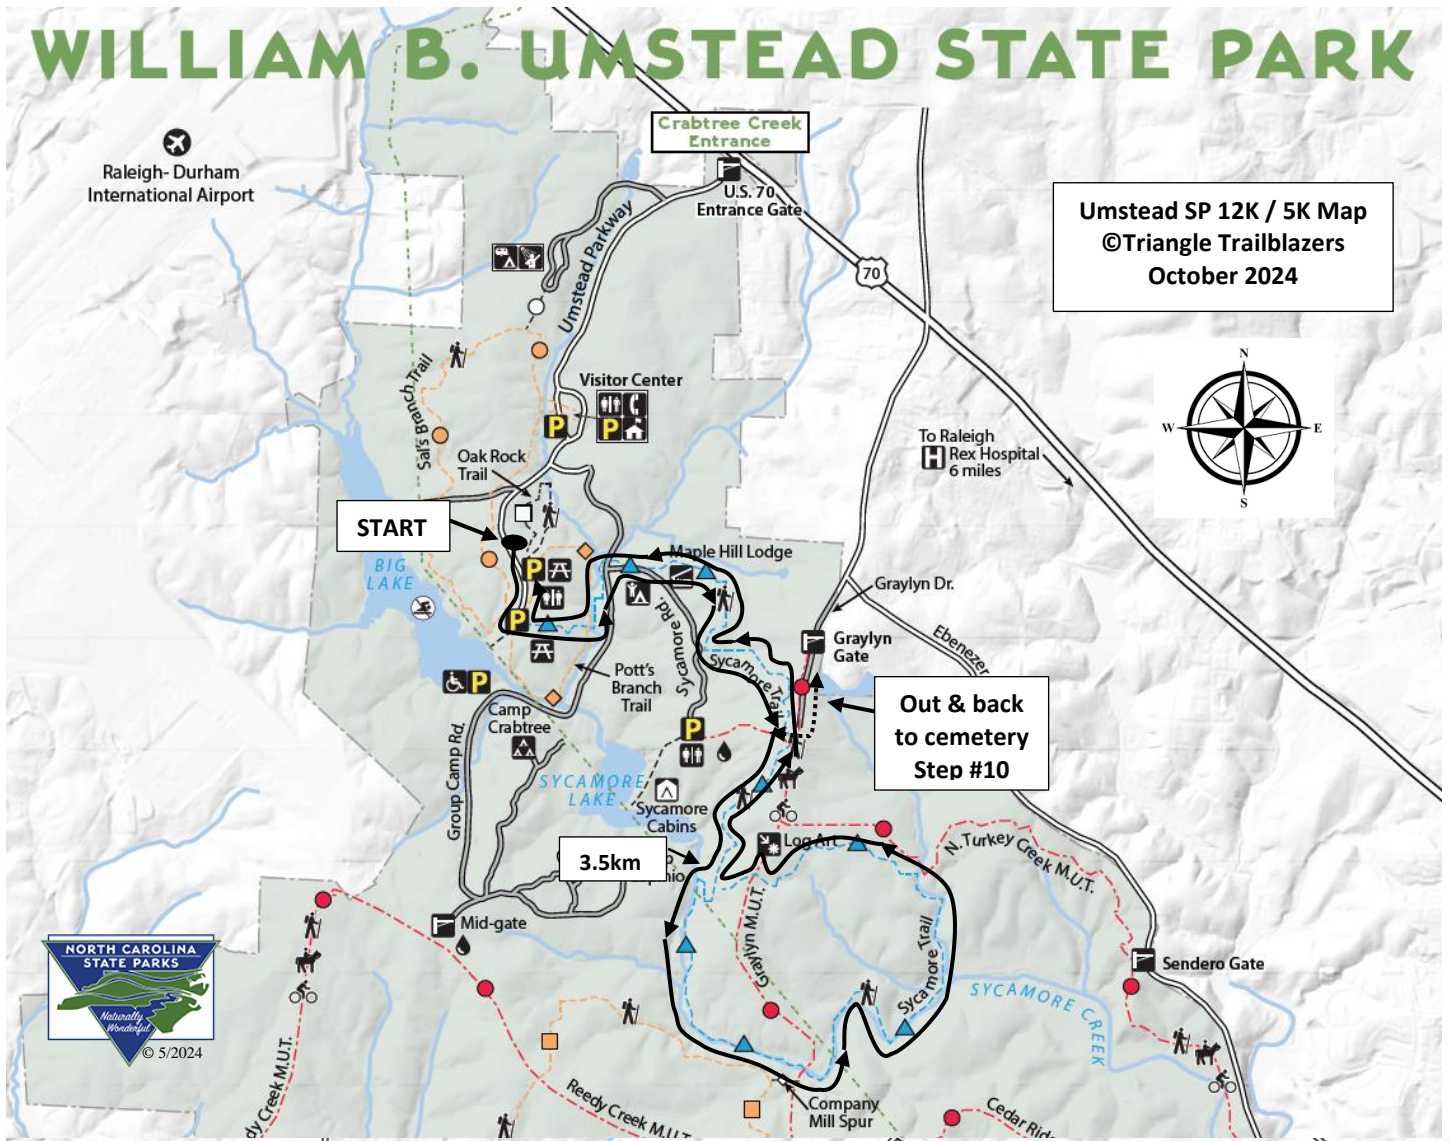 WILLIAM B. UMSTEAD STATE PARK
Crabtree Creek
Entrance
Raleigh- Durham
International Airport
U.S. 70
Entrance Gate
Umstead SP 12K / 5K Map
©Triangle Trailblazers
October 2024
Umstead Parkway
70
N
W
E
S
Sal's Branch Trail
Visitor Center
P
P
Oak Rock
Trail
To Raleigh
H Rex Hospital
6 miles
START
BIG
LAKE
P
P
Maple Hill Lodge
Graylyn Dr.
Ebenezer
Graylyn
Gate
Sycamore Rd.
Sycamore Trail
Pott's
Branch
Trail
P
Camp
Crabtree
Out & back
to cemetery
Step #10
P
Group Camp Rd.
SYCAMORE
LAKE
Sycamore
Cabins
Log Art
N. Turkey Creek M.U.T.
3.5km
Mid-gate
Graylyn M.U.T.
Sycamore Trail
Sendero Gate
SYCAMORE CREEK
NORTH CAROLINA
STATE PARKS
Naturally
Wonderful
© 5/2024
dy Creek M.U.T.
Reedy Creek M.U.T.
Company
Mill Spur
Cedar Rid